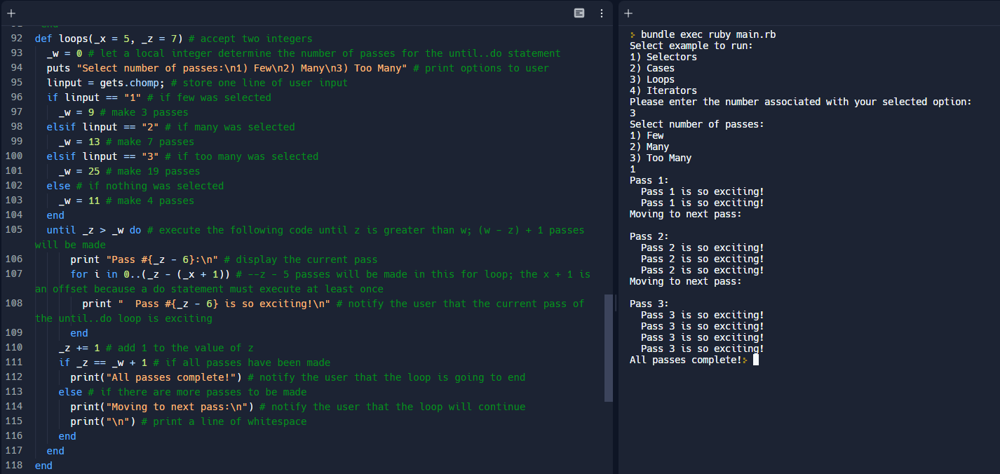 92 def loops(_x = 5, _z = 7) # accept two integers
93 _w = 0 # let a local integer determine the number of passes for the until..do statement
94 puts "Select number of passes:\n1) Few\n2) Many\n3) Too Many" # print options to user
95 linput = gets.chomp; # store one line of user input
96 if linput == "1" # if few was selected
97 _w = 9 # make 3 passes
98 elsif linput == "2" # if many was selected
99 _w = 13 # make 7 passes
100 elsif linput == "3" # if too many was selected
101 _w = 25 # make 19 passes
102 else # if nothing was selected
103 _w = 11 # make 4 passes
104 end
105 until _z > _w do # execute the following code until z is greater than w; (w - z) + 1 passes
will be made
106 print "Pass #{_z - 6}:\n" # display the current pass
107 for i in 0..(_z - (_x + 1)) # --z - 5 passes will be made in this for loop; the x + 1 is
an offset because a do statement must execute at least once
108 print "  Pass #{_z - 6} is so exciting!\n" # notify the user that the current pass of
the until..do loop is exciting
109 end
110 _z += 1 # add 1 to the value of z
111 if _z == _w + 1 # if all passes have been made
112 print("All passes complete!") # notify the user that the loop is going to end
113 else # if there are more passes to be made
114 print("Moving to next pass:\n") # notify the user that the loop will continue
115 print("\n") # print a line of whitespace
116 end
117 end
118 end
bundle exec ruby main.rb
Select example to run:
1) Selectors
2) Cases
3) Loops
4) Iterators
Please enter the number associated with your selected option:
3
Select number of passes:
1) Few
2) Many
3) Too Many
1
Pass 1:
Pass 1 is so exciting!
Pass 1 is so exciting!
Moving to next pass:
Pass 2:
Pass 2 is so exciting!
Pass 2 is so exciting!
Pass 2 is so exciting!
Moving to next pass:
Pass 3:
Pass 3 is so exciting!
Pass 3 is so exciting!
Pass 3 is so exciting!
Pass 3 is so exciting!
All passes complete!